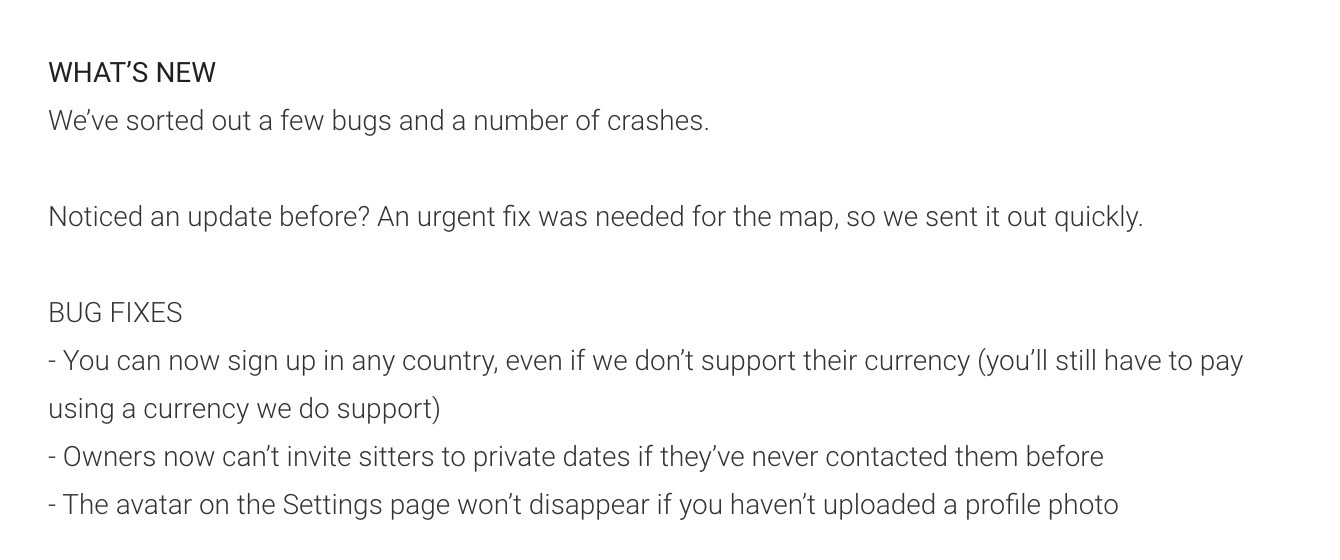 WHAT’S NEW
We’ve sorted out a few bugs and a number of crashes.
Noticed an update before? An urgent fix was needed for the map, so we sent it out quickly.
BUG FIXES
- You can now sign up in any country, even if we don’t support their currency (you’ll still have to pay
using a currency we do support)
- Owners now can’t invite sitters to private dates if they’ve never contacted them before
- The avatar on the Settings page won’t disappear if you haven’t uploaded a profile photo